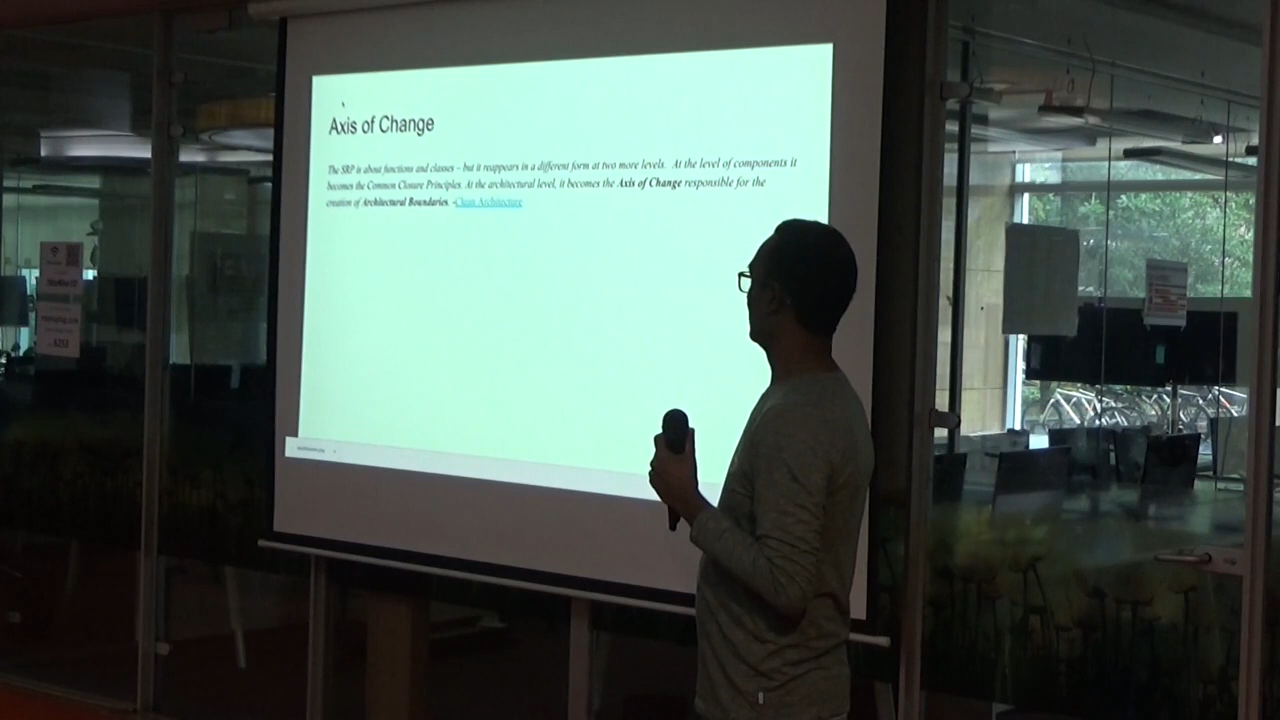 Axis of Change
The SRP is about functions and classes – but it reappears in a different form at two more levels. At the level of components it
becomes the Common Closure Principles. At the architectural level, it becomes the Axis of Change responsible for the
creation of Architectural Boundaries. -Clean Architecture